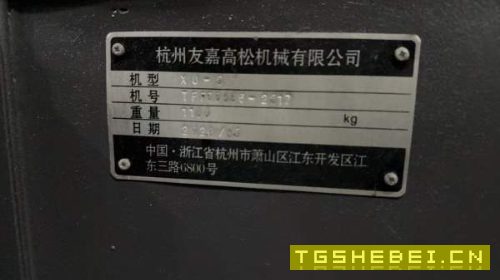 杭州友嘉高松机械有限公司
机型
机号
重量 kg
日期
中国·浙江省杭州市萧山区江东开发区江
东三路6800号
TGSHEBEI.CN